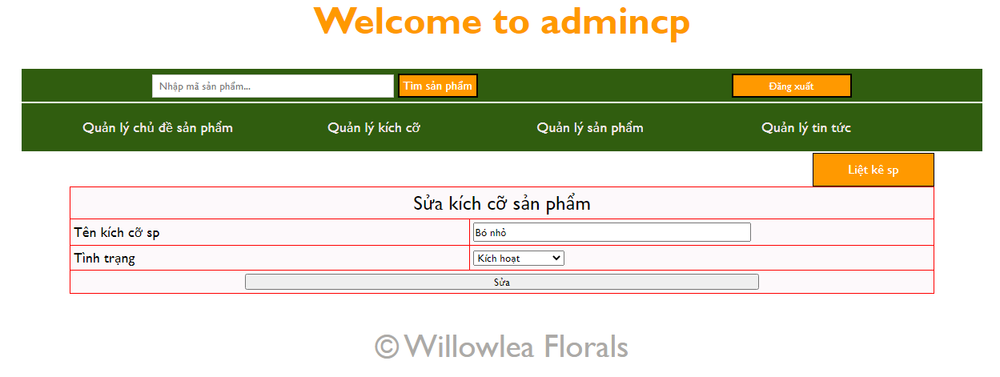 Welcome to admincp
Nhập mã sản phẩm... Tìm sản phẩm Đăng xuất
Quản lý chủ đề sản phẩm Quản lý kích cỡ Quản lý sản phẩm Quản lý tin tức
Liệt kê sp
Sửa kích cỡ sản phẩm
Tên kích cỡ sp Bó nhỏ
Tình trạng Kích hoạt
Sửa
© Willowlea Florals